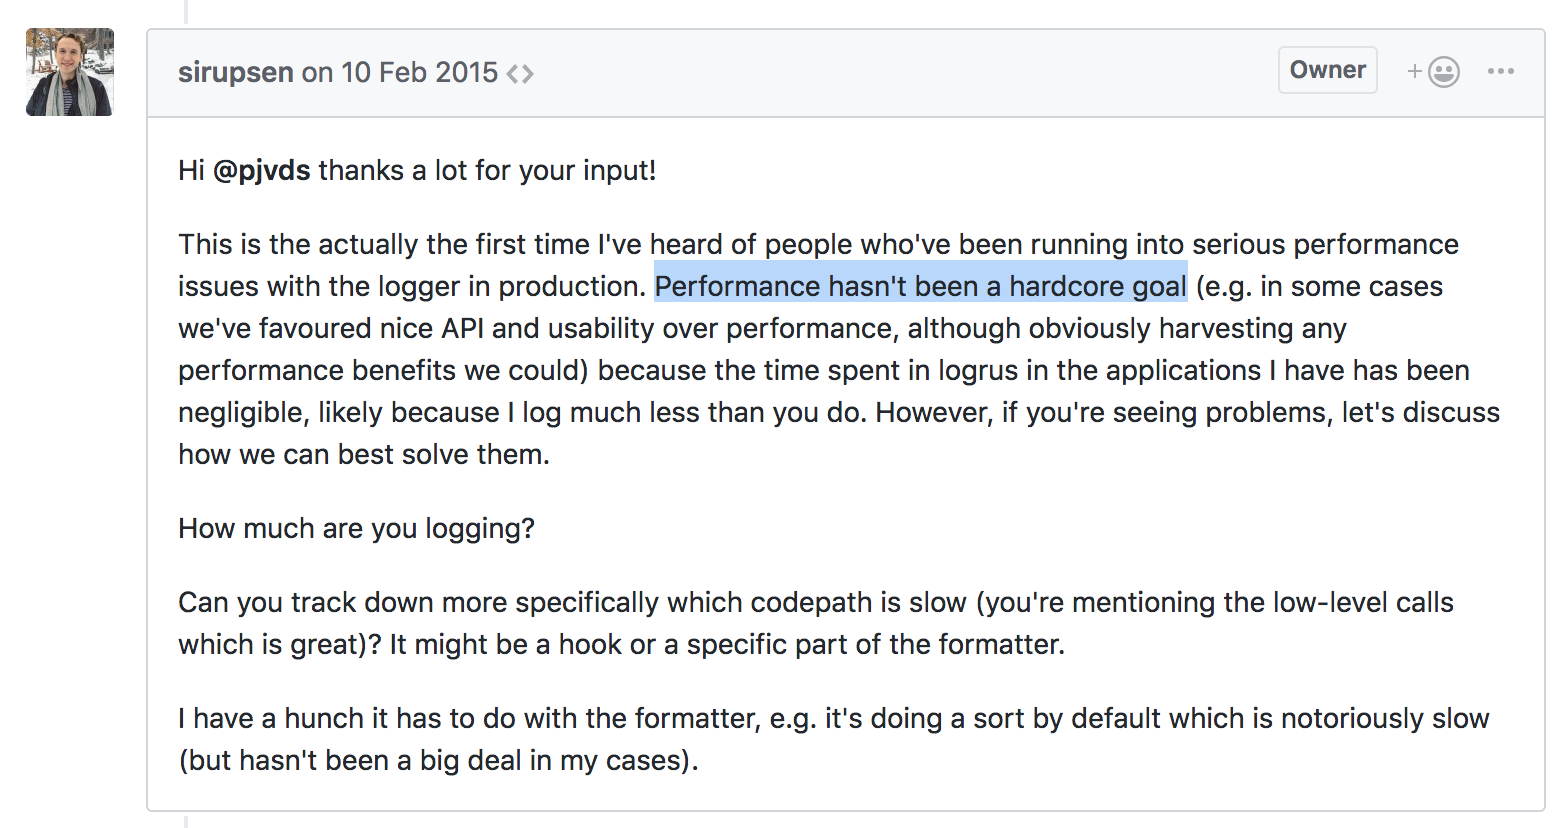 sirupsen on 10 Feb 2015 <>
Owner
Hi @pjvds thanks a lot for your input!
This is the actually the first time I've heard of people who've been running into serious performance
issues with the logger in production. Performance hasn't been a hardcore goal (e.g. in some cases
we've favoured nice API and usability over performance, although obviously harvesting any
performance benefits we could) because the time spent in logrus in the applications I have has been
negligible, likely because I log much less than you do. However, if you're seeing problems, let's discuss
how we can best solve them.
How much are you logging?
Can you track down more specifically which codepath is slow (you're mentioning the low-level calls
which is great)? It might be a hook or a specific part of the formatter.
I have a hunch it has to do with the formatter, e.g. it's doing a sort by default which is notoriously slow
(but hasn't been a big deal in my cases).